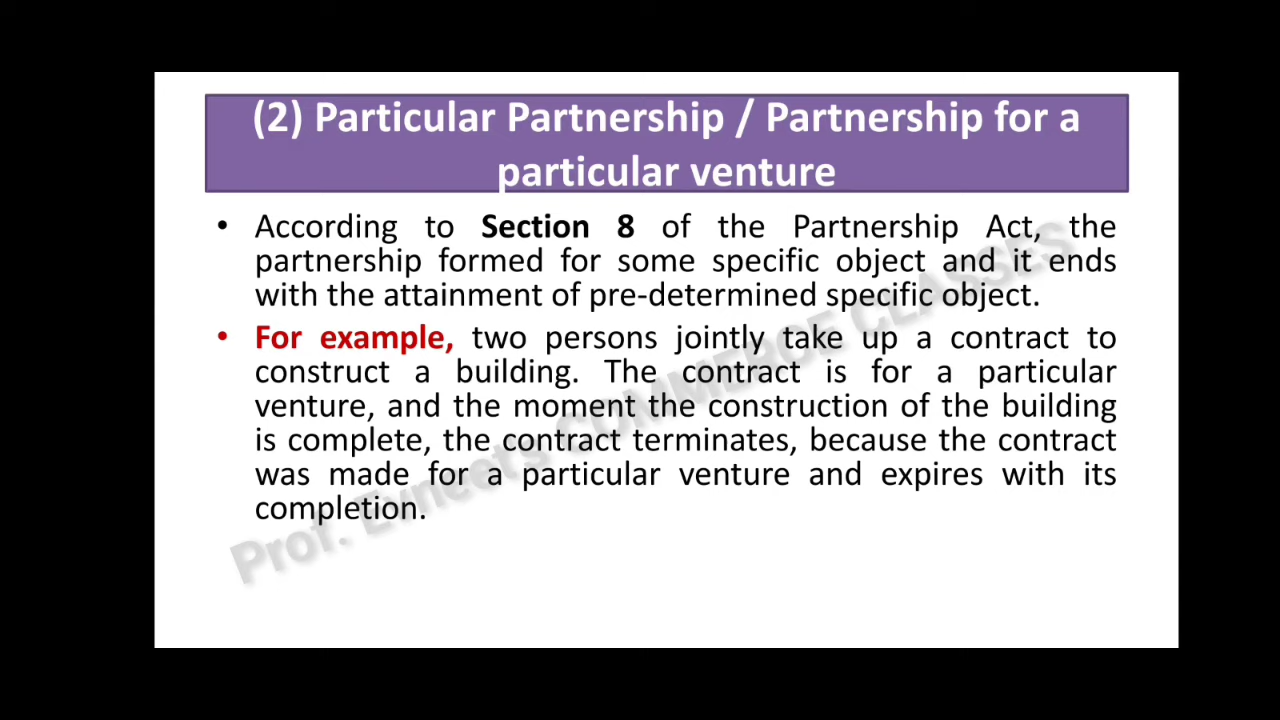 (2) Particular Partnership / Partnership for a
particular venture
• According to Section 8 of the Partnership Act, the
partnership formed for some specific object and it ends
with the attainment of pre-determined specific object.
• For example, two persons jointly take up a contract to
construct a building. The contract is for a particular
venture, and the moment the construction of the building
is complete, the contract terminates, because the contract
was made for a particular venture and expires with its
completion.
Prof. Evneet's COMMERCE CLASSES